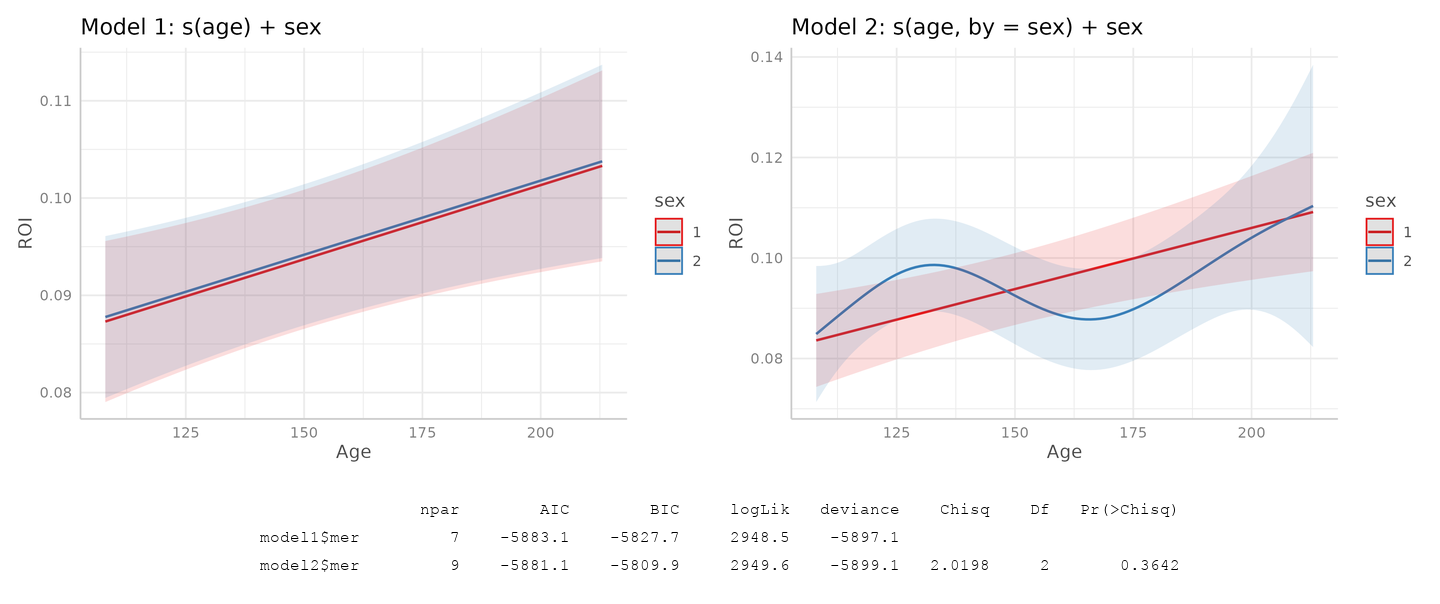 Model 1: s(age) + sex
0.11
0.10
0.09
0.08
ROI
125 150 175 200
Age
sex
1
2
Model 2: s(age, by = sex) + sex
0.14
0.12
0.10
0.08
ROI
125 150 175 200
Age
sex
1
2
npar AIC BIC logLik deviance Chisq Df Pr(>Chisq)
model1$mer 7 -5883.1 -5827.7 2948.5 -5897.1
model2$mer 9 -5881.1 -5809.9 2949.6 -5899.1 2.0198 2 0.3642